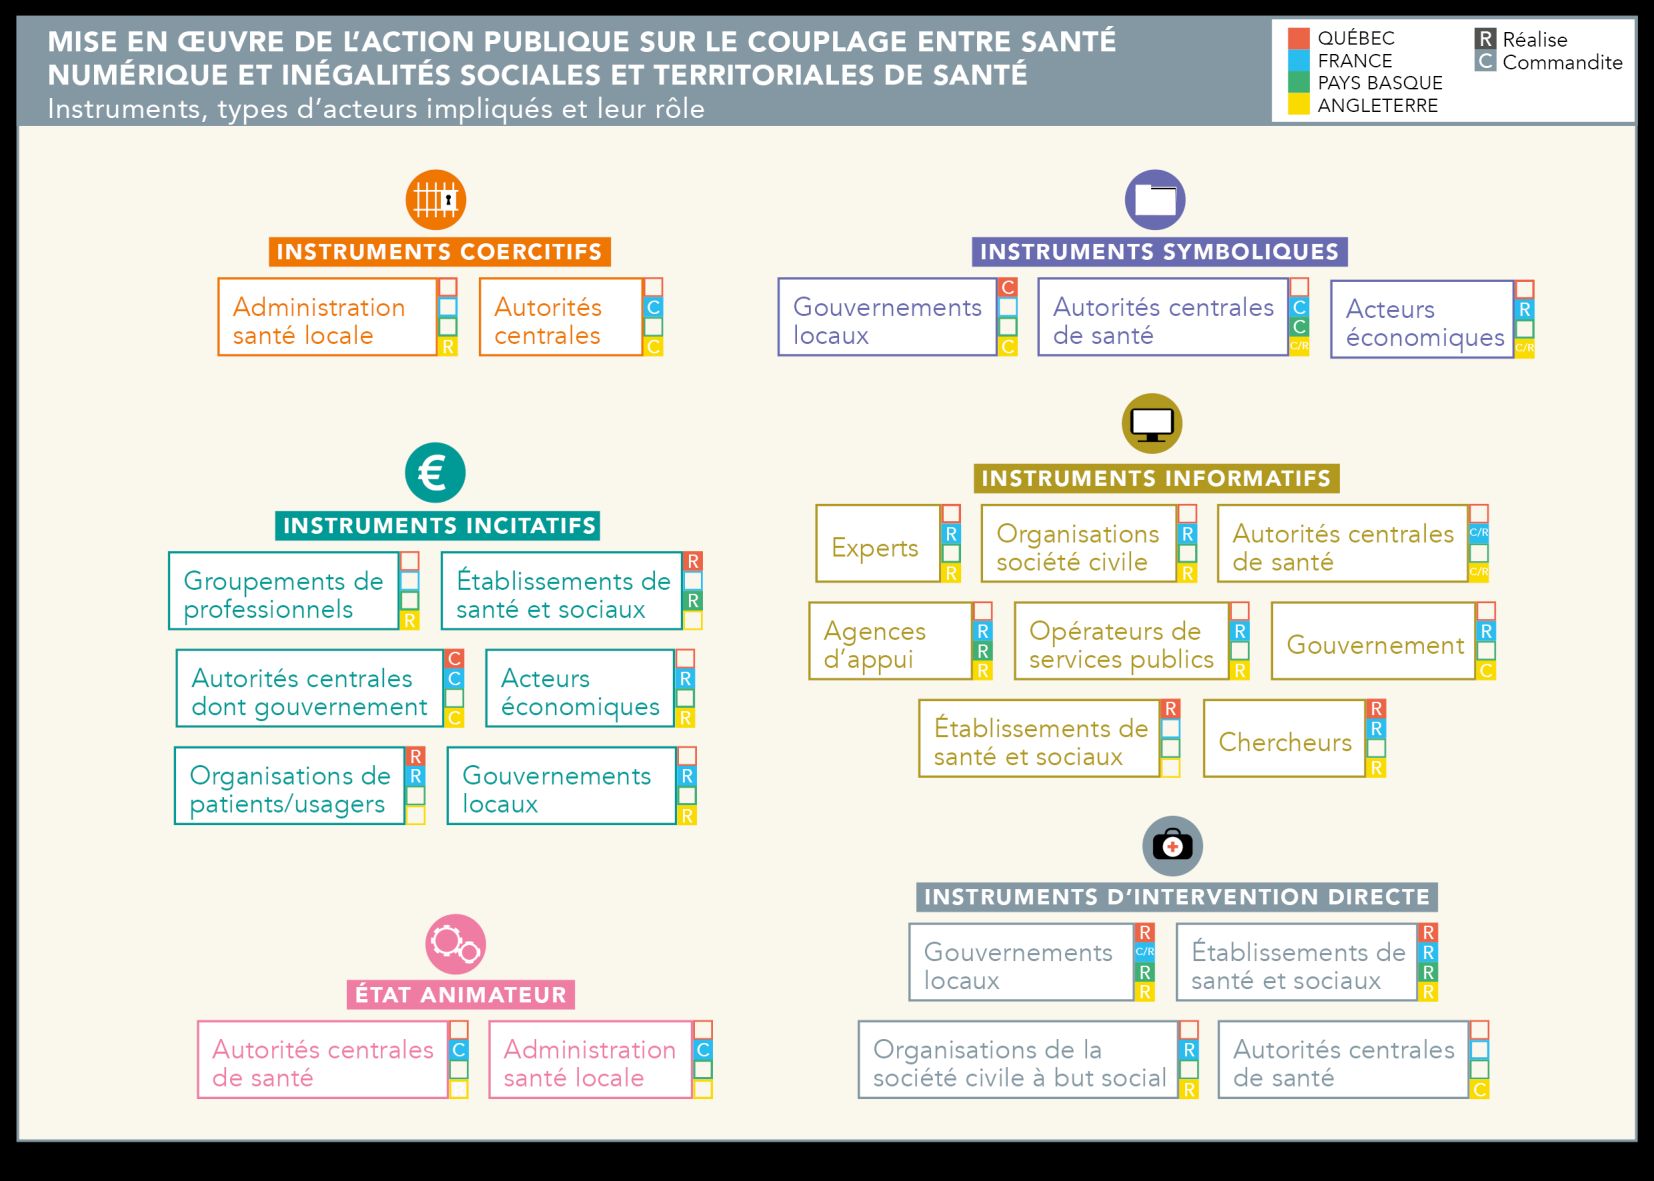 MISE EN ŒUVRE DE L’ACTION PUBLIQUE SUR LE COUPLAGE ENTRE SANTÉ
NUMÉRIQUE ET INÉGALITÉS SOCIALES ET TERRITORIALES DE SANTÉ
Instruments, types d’acteurs impliqués et leur rôle
QUÉBEC
FRANCE
PAYS BASQUE
ANGLETERRE
R Réalise
C Commandite
INSTRUMENTS COERCITIFS
Administration
santé locale
R
Autorités
centrales
C
C
INSTRUMENTS SYMBOLIQUES
Gouvernements
locaux
C
C
Autorités centrales
de santé
C
C
C/R
Acteurs
économiques
R
C/R
INSTRUMENTS INCITATIFS
€
Groupements de
professionnels
R
Établissements de
santé et sociaux
R
R
Autorités centrales
dont gouvernement
C
C
C
Acteurs
économiques
R
R
Organisations de
patients/usagers
R
R
Gouvernements
locaux
R
R
INSTRUMENTS INFORMATIFS
Experts
R
R
Organisations
société civile
R
R
Autorités centrales
de santé
C/R
C/R
Agences
d’appui
R
R
R
Opérateurs de
services publics
R
R
Gouvernement
R
C
Établissements de
santé et sociaux
R
Chercheurs
R
R
R
ÉTAT ANIMATEUR
Autorités centrales
de santé
C
Administration
santé locale
C
INSTRUMENTS D’INTERVENTION DIRECTE
Gouvernements
locaux
R
C/R
R
R
Établissements de
santé et sociaux
R
R
R
R
Organisations de la
société civile à but social
R
R
Autorités centrales
de santé
C